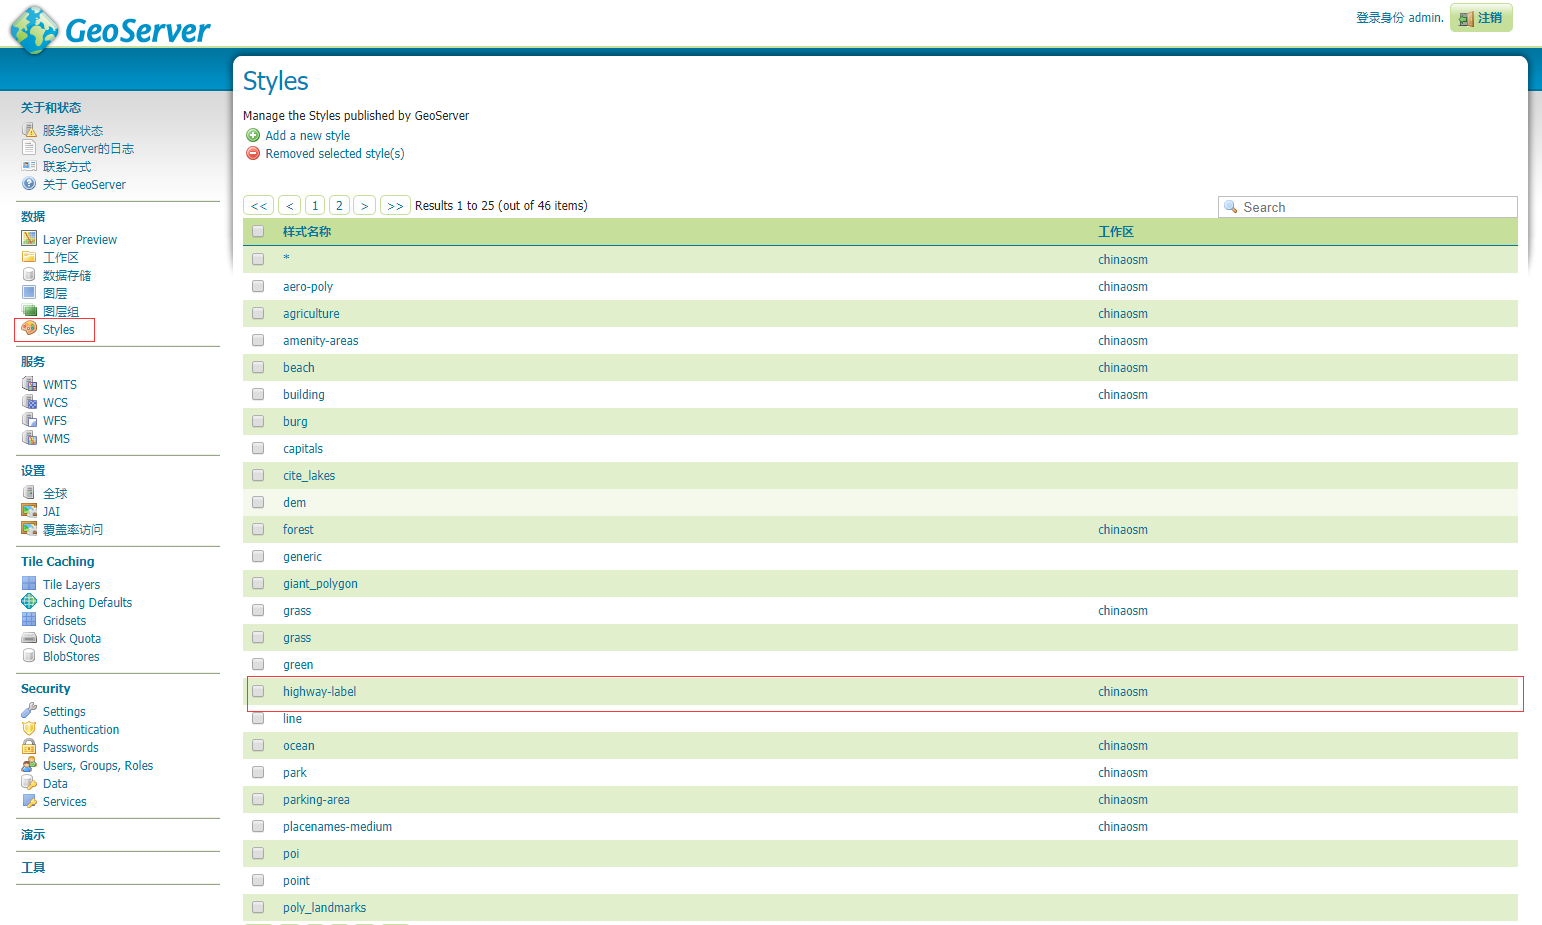 GeoServer
登录身份 admin.
注销
关于和状态
服务器状态
GeoServer的日志
联系方式
关于 GeoServer
数据
Layer Preview
工作区
数据存储
图层
图层组
Styles
服务
WMTS
WCS
WFS
WMS
设置
全球
JAI
覆盖率访问
Tile Caching
Tile Layers
Caching Defaults
Gridsets
Disk Quota
BlobStores
Security
Settings
Authentication
Passwords
Users, Groups, Roles
Data
Services
演示
工具
Styles
Manage the Styles published by GeoServer
Add a new style
Removed selected style(s)
<< < 1 2 > >> Results 1 to 25 (out of 46 items)
Search
样式名称 工作区
* chinaosm
aero-poly chinaosm
agriculture chinaosm
amenity-areas chinaosm
beach chinaosm
building chinaosm
burg
capitals
cite_lakes
dem
forest chinaosm
generic
giant_polygon
grass chinaosm
grass
green
highway-label chinaosm
line
ocean chinaosm
park chinaosm
parking-area chinaosm
placenames-medium chinaosm
poi
point
poly_landmarks